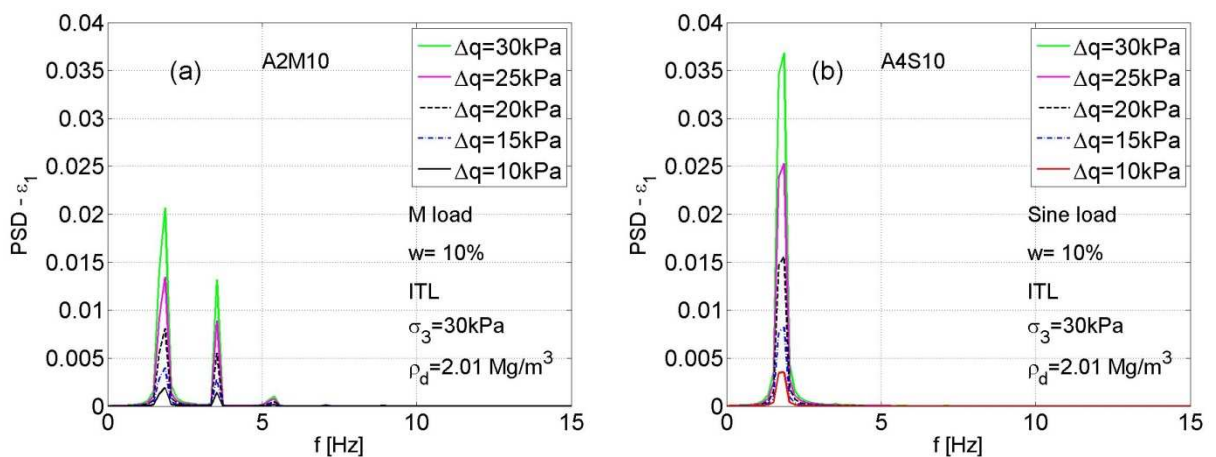 (a)
A2M10
Δq=30kPa
Δq=25kPa
Δq=20kPa
Δq=15kPa
Δq=10kPa
M load
w= 10%
ITL
σ3=30kPa
ρd=2.01 Mg/m³
PSD - ε1
0.04
0.035
0.03
0.025
0.02
0.015
0.01
0.005
0
0 5 10 15
f [Hz]
(b)
A4S10
Δq=30kPa
Δq=25kPa
Δq=20kPa
Δq=15kPa
Δq=10kPa
Sine load
w= 10%
ITL
σ3=30kPa
ρd=2.01 Mg/m³
PSD - ε1
0.04
0.035
0.03
0.025
0.02
0.015
0.01
0.005
0
0 5 10 15
f [Hz]